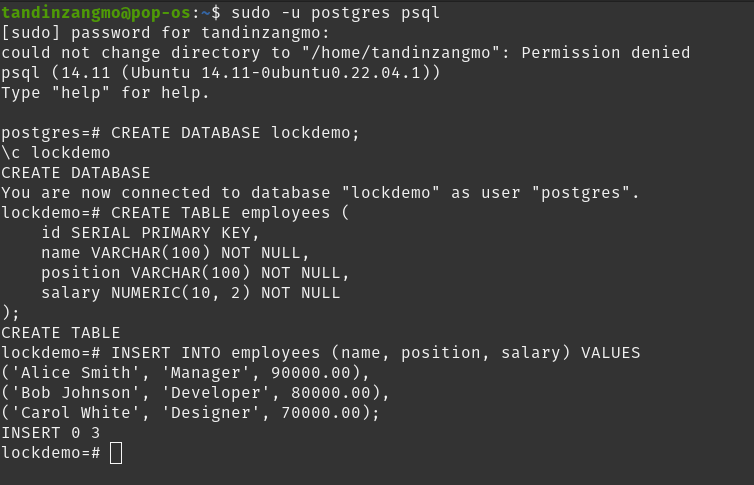 tandinzangmo@pop-os:~$ sudo -u postgres psql
[sudo] password for tandinzangmo:
could not change directory to "/home/tandinzangmo": Permission denied
psql (14.11 (Ubuntu 14.11-0ubuntu0.22.04.1))
Type "help" for help.

postgres=# CREATE DATABASE lockdemo;
\c lockdemo
CREATE DATABASE
You are now connected to database "lockdemo" as user "postgres".
lockdemo=# CREATE TABLE employees (
    id SERIAL PRIMARY KEY,
    name VARCHAR(100) NOT NULL,
    position VARCHAR(100) NOT NULL,
    salary NUMERIC(10, 2) NOT NULL
);
CREATE TABLE
lockdemo=# INSERT INTO employees (name, position, salary) VALUES
('Alice Smith', 'Manager', 90000.00),
('Bob Johnson', 'Developer', 80000.00),
('Carol White', 'Designer', 70000.00);
INSERT 0 3
lockdemo=#